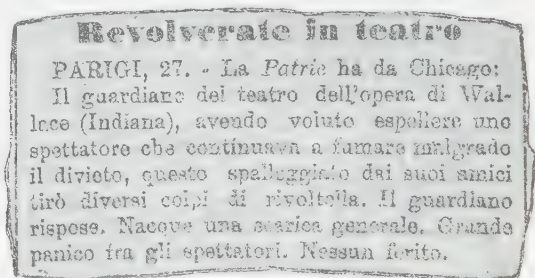 Revolverate in teatro
PARIGI, 27. - La Patrie ha da Chicago:
Il guardiano del teatro dell'opera di Wal-
lace (Indiana), avendo voluto espellere uno
spettatore che continuava a fumare malgrado
il divieto, questo spalleggiato dai suoi amici
tirò diversi colpi di rivoltella. Il guardiano
rispose. Nacque una scarica generale. Grande
panico fra gli spettatori. Nessun ferito.